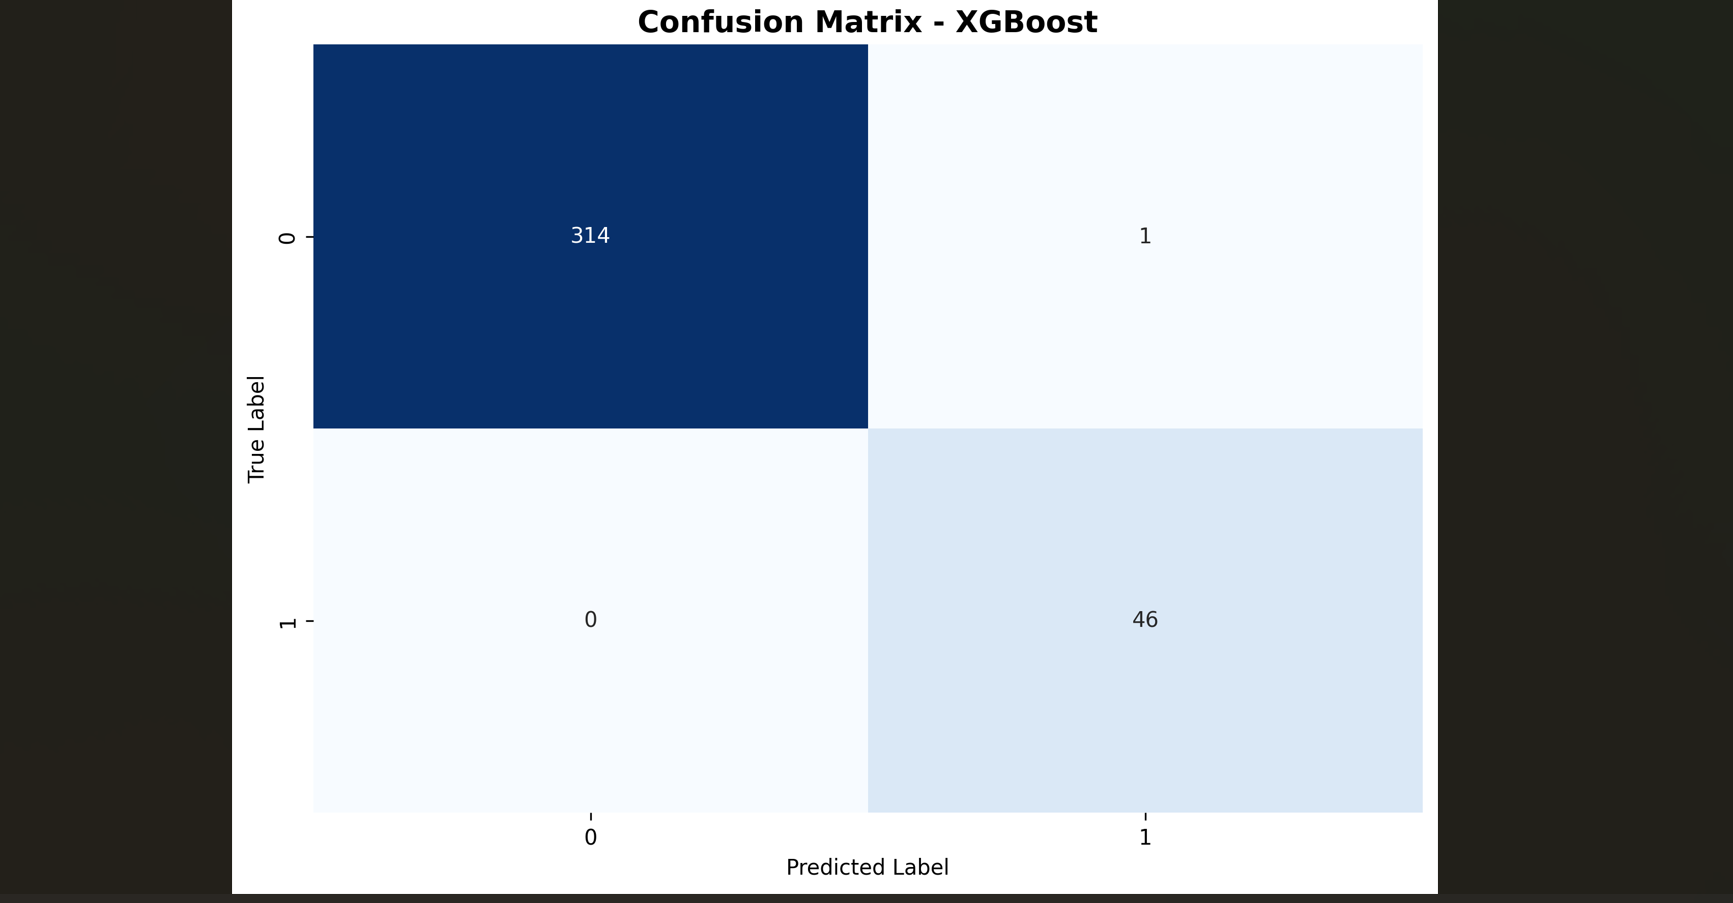 Confusion Matrix - XGBoost
True Label
0
314
1
1
0
46
0
1
Predicted Label